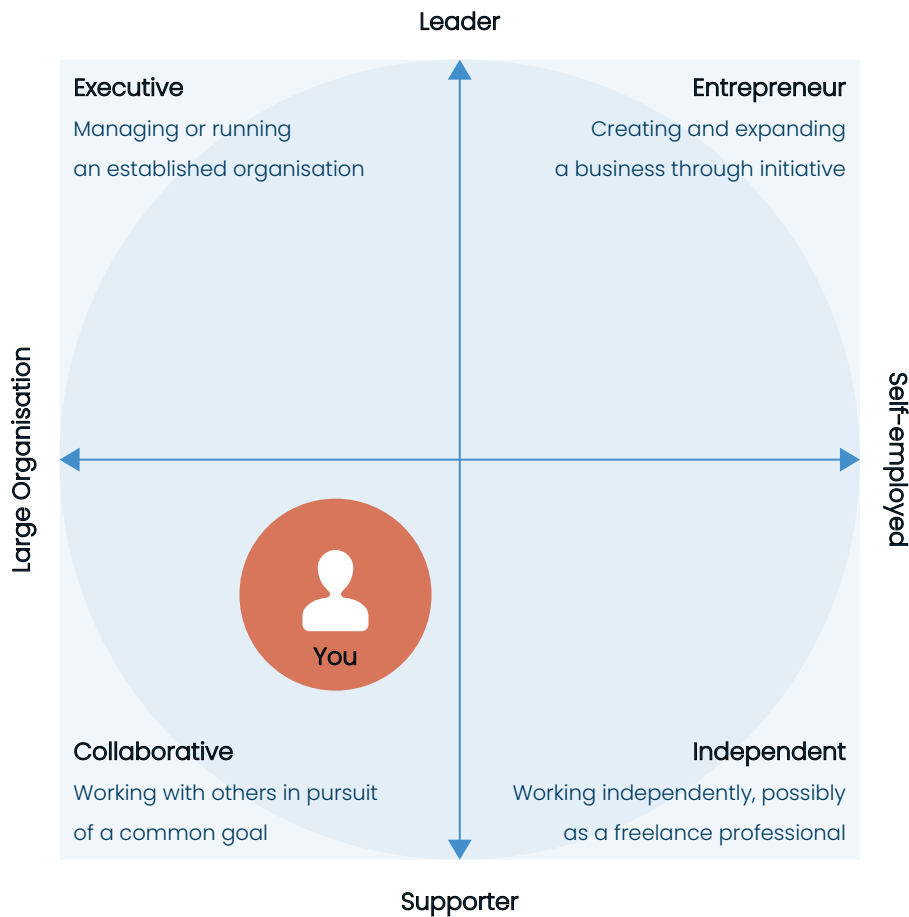 Leader
Executive
Managing or running
an established organisation
Entrepreneur
Creating and expanding
a business through initiative
Large Organisation
Self-employed
You
Collaborative
Working with others in pursuit
of a common goal
Independent
Working independently, possibly
as a freelance professional
Supporter